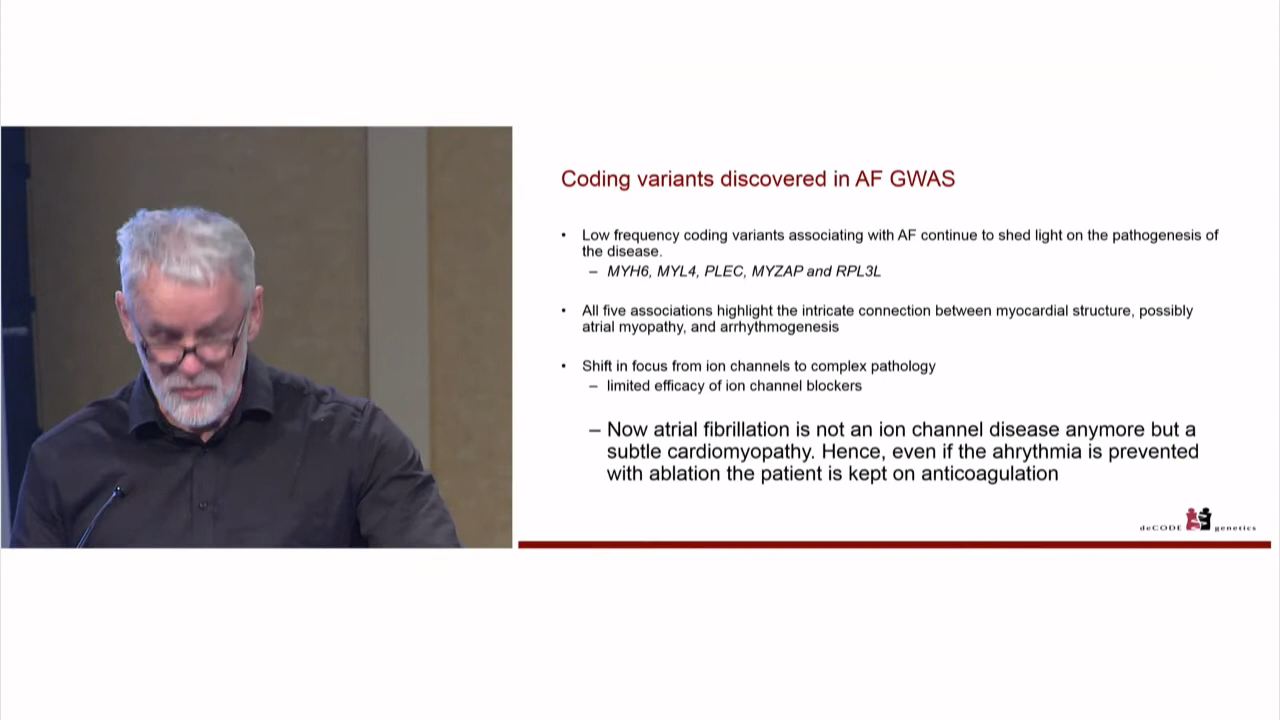 Coding variants discovered in AF GWAS
• Low frequency coding variants associating with AF continue to shed light on the pathogenesis of
the disease.
– MYH6, MYL4, PLEC, MYZAP and RPL3L
• All five associations highlight the intricate connection between myocardial structure, possibly
atrial myopathy, and arrhythmogenesis
• Shift in focus from ion channels to complex pathology
– limited efficacy of ion channel blockers
– Now atrial fibrillation is not an ion channel disease anymore but a
subtle cardiomyopathy. Hence, even if the ahrythmia is prevented
with ablation the patient is kept on anticoagulation
deCODE genetics